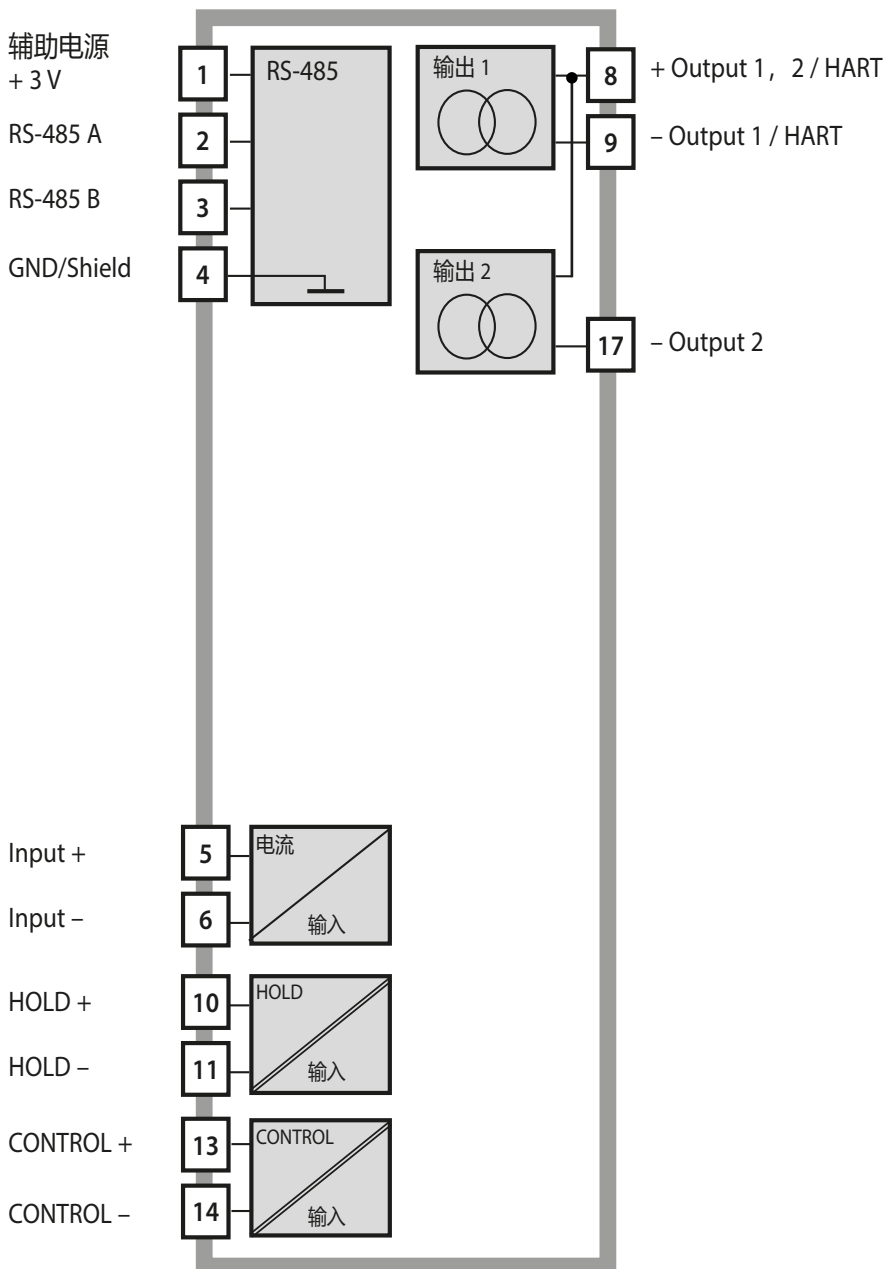 辅助电源
+ 3 V
1
RS-485
RS-485 A
2
RS-485 B
3
GND/Shield
4
输出 1
8
+ Output 1, 2 / HART
9
– Output 1 / HART
输出 2
17
– Output 2
Input +
5
电流
Input –
6
输入
HOLD +
10
HOLD
HOLD –
11
输入
CONTROL +
13
CONTROL
CONTROL –
14
输入